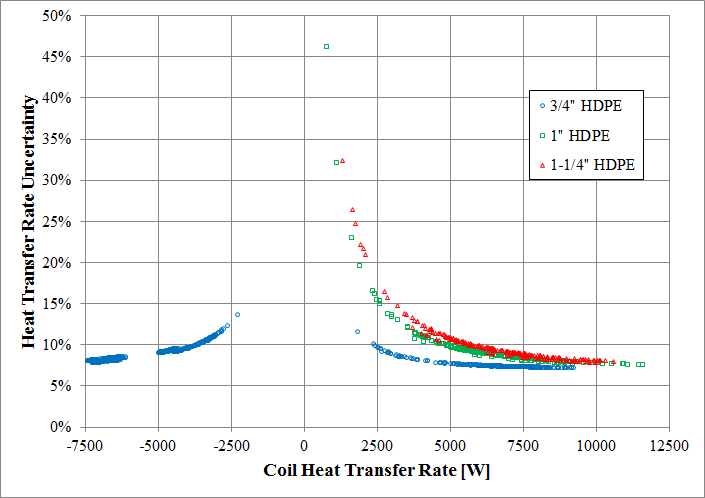 50%
45%
40%
35%
30%
25%
20%
15%
10%
5%
0%
Heat Transfer Rate Uncertainty
3/4" HDPE
1" HDPE
1-1/4" HDPE
-7500 -5000 -2500 0 2500 5000 7500 10000 12500
Coil Heat Transfer Rate [W]